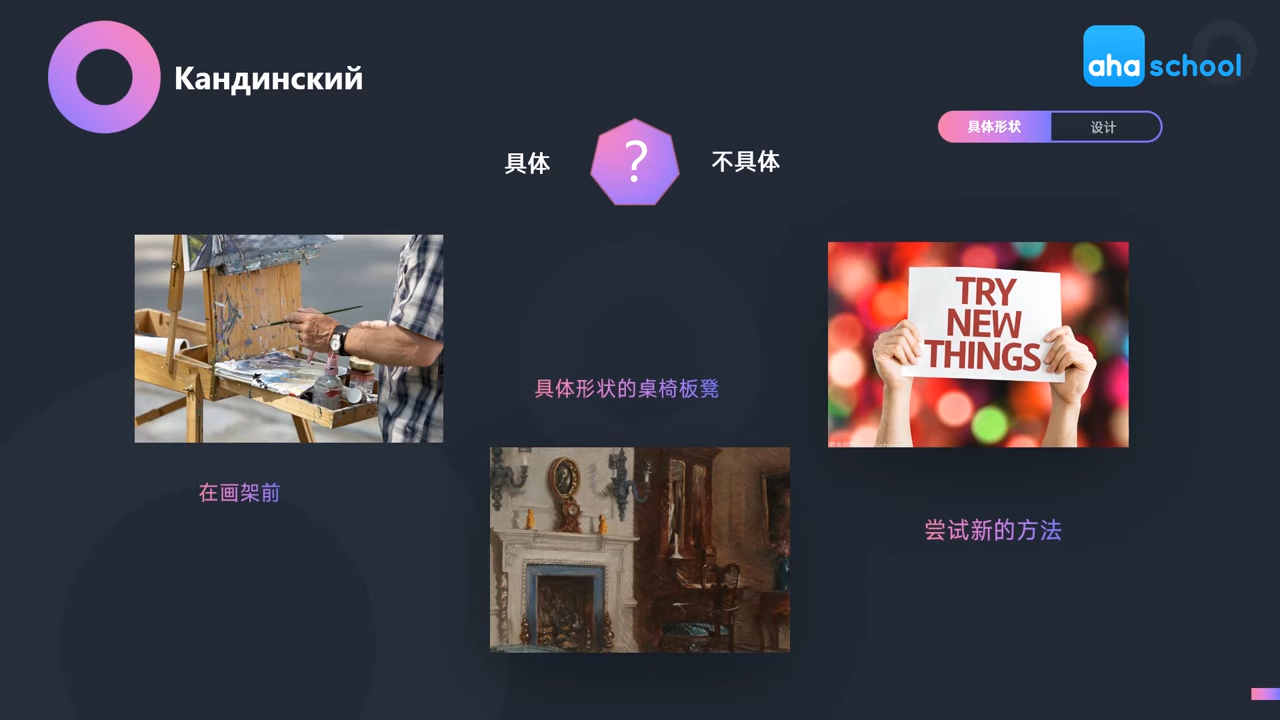 Кандинский
aha school
具体形状
设计
具体
?
不具体
TRY
NEW
THINGS
具体形状的桌椅板凳
在画架前
尝试新的方法